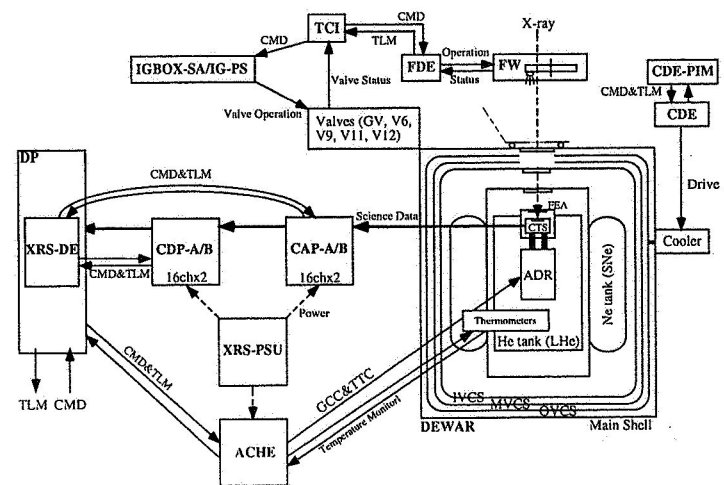 X-ray
CMD
TCI
CMD
TLM
IGBOX-SA/IG-PS
Valve Status
FDE
Operation
Status
FW
CDE-PIM
CMD&TLM
CDE
Valve Operation
Valves (GV, V6,
V9, V11, V12)
Drive
DP
CMD&TLM
FEA
CTS
Science Data
XRS-DE
CDP-A/B
16chx2
CAP-A/B
16chx2
CMD&TLM
Cooler
ADR
Ne tank (SNe)
Power
Thermometers
He tank (LHe)
XRS-PSU
CMD&TLM
GCC&TTC
Temperature Monitor1
TLM
CMD
IVCS
MVCS
OVCS
DEWAR
Main Shell
ACHE